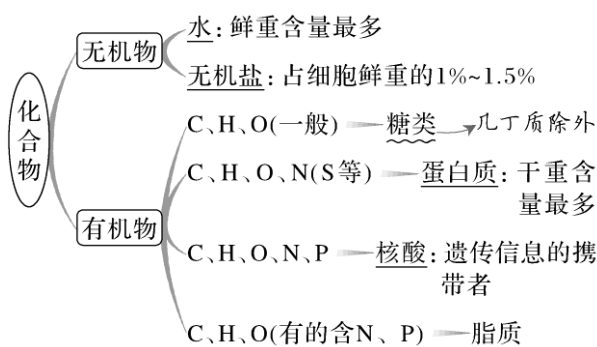 化合物
无机物
水:鲜重含量最多
无机盐:占细胞鲜重的1%~1.5%
有机物
C、H、O(一般) 糖类 几丁质除外
C、H、O、N(S等) 蛋白质:干重含
量最多
C、H、O、N、P 核酸:遗传信息的携
带者
C、H、O(有的含N、P) 脂质